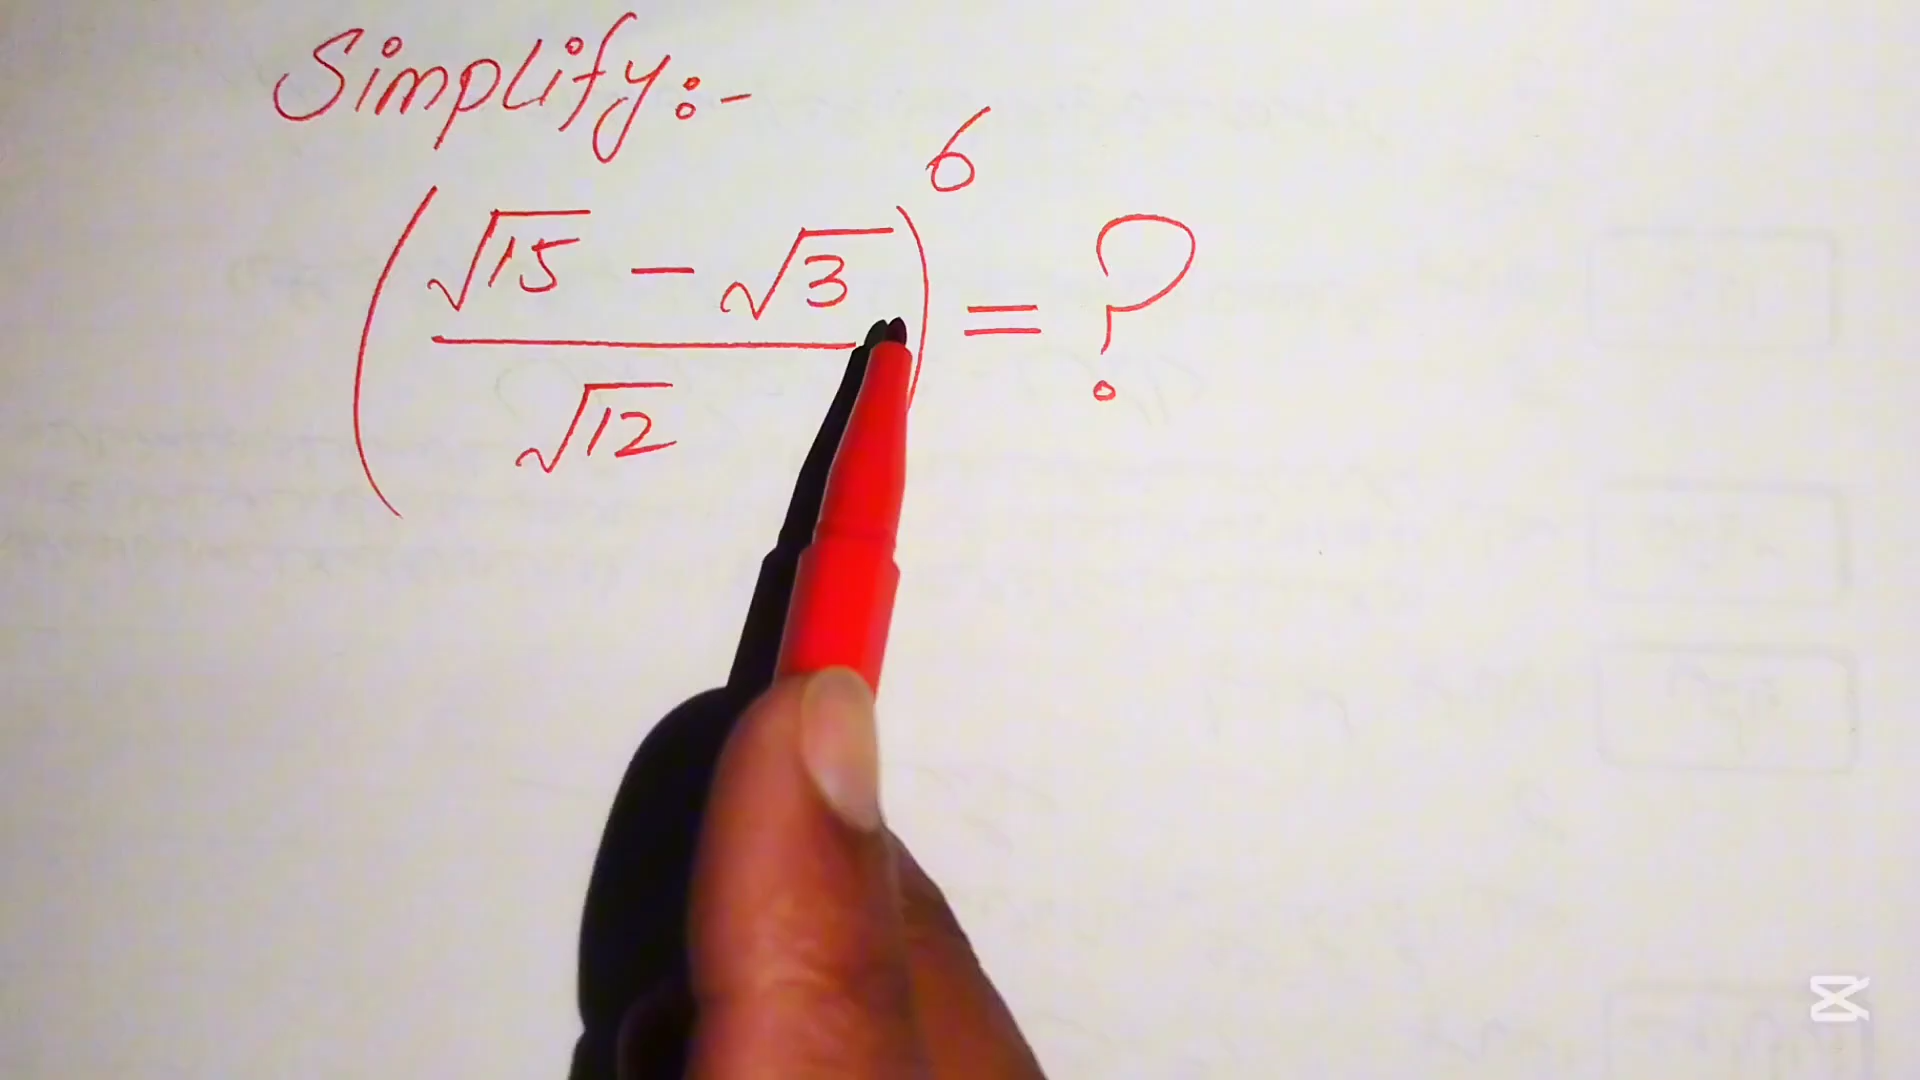 Simplify:-
(√15 - √3 / √12)^6 = ?